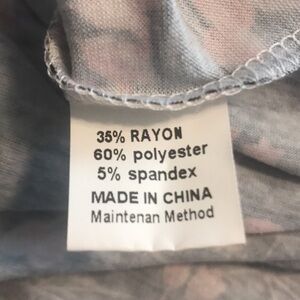 35% RAYON
60% polyester
5% spandex
MADE IN CHINA
Maintenan Method